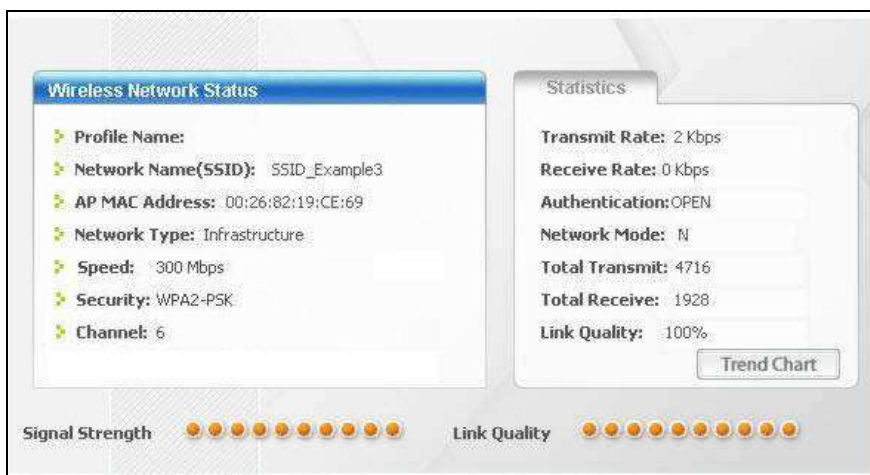 Wireless Network Status
Profile Name:
Network Name(SSID): SSID_Example3
AP MAC Address: 00:26:82:19:CE:69
Network Type: Infrastructure
Speed: 300 Mbps
Security: WPA2-PSK
Channel: 6
Statistics
Transmit Rate: 2 Kbps
Receive Rate: 0 Kbps
Authentication:OPEN
Network Mode: N
Total Transmit: 4716
Total Receive: 1928
Link Quality: 100%
Trend Chart
Signal Strength
Link Quality